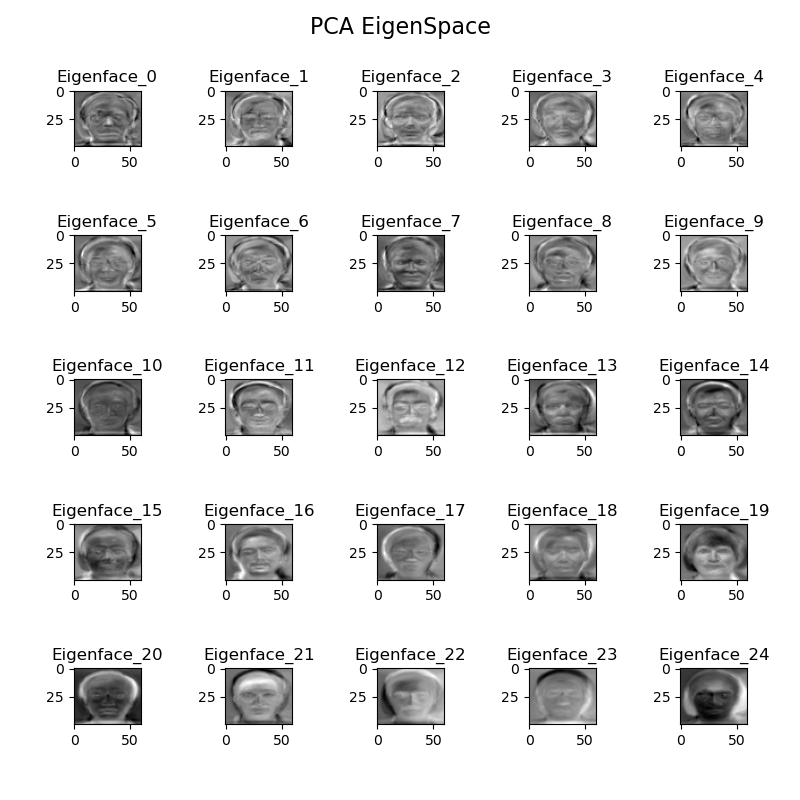 PCA EigenSpace
Eigenface_0 Eigenface_1 Eigenface_2 Eigenface_3 Eigenface_4
0 0 0 0 0
25 25 25 25 25
0 50 0 50 0 50 0 50 0 50
Eigenface_5 Eigenface_6 Eigenface_7 Eigenface_8 Eigenface_9
0 0 0 0 0
25 25 25 25 25
0 50 0 50 0 50 0 50 0 50
Eigenface_10 Eigenface_11 Eigenface_12 Eigenface_13 Eigenface_14
0 0 0 0 0
25 25 25 25 25
0 50 0 50 0 50 0 50 0 50
Eigenface_15 Eigenface_16 Eigenface_17 Eigenface_18 Eigenface_19
0 0 0 0 0
25 25 25 25 25
0 50 0 50 0 50 0 50 0 50
Eigenface_20 Eigenface_21 Eigenface_22 Eigenface_23 Eigenface_24
0 0 0 0 0
25 25 25 25 25
0 50 0 50 0 50 0 50 0 50